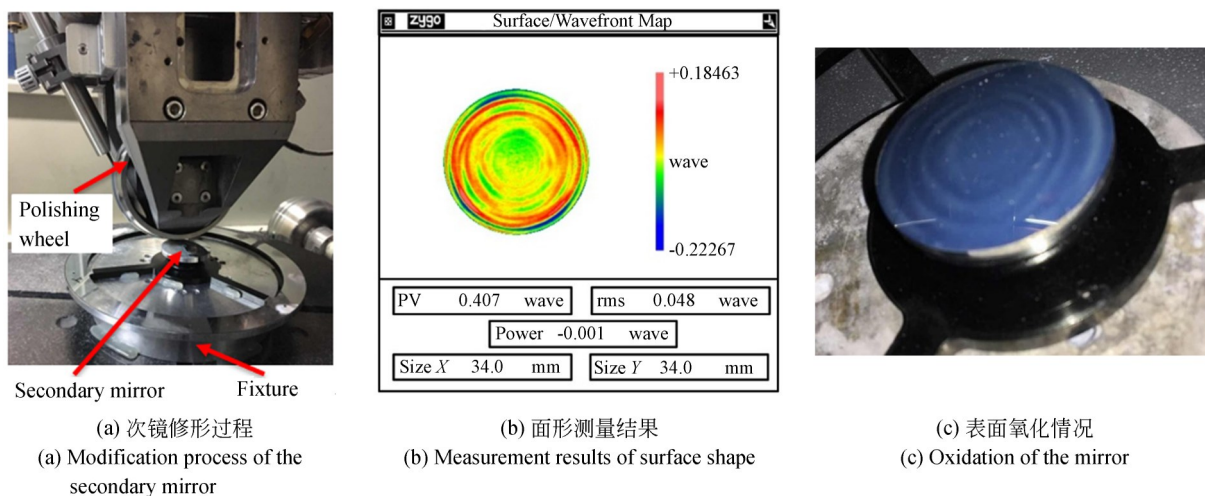 Polishing
wheel
Secondary mirror
Fixture
(a) 次镜修形过程
(a) Modification process of the
secondary mirror
zygo Surface/Wavefront Map
+0.18463
wave
-0.22267
PV 0.407 wave
rms 0.048 wave
Power -0.001 wave
Size X 34.0 mm
Size Y 34.0 mm
(b) 面形测量结果
(b) Measurement results of surface shape
(c) 表面氧化情况
(c) Oxidation of the mirror